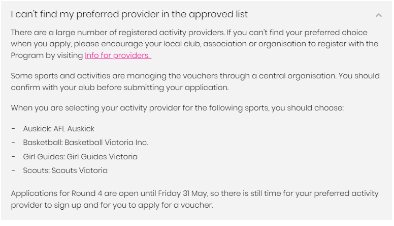 I can't find my preferred provider in the approved list
There are a large number of registered activity providers. If you can't find your preferred choice
when you apply, please encourage your local club, association or organisation to register with the
Program by visiting Info for providers.
Some sports and activities are managing the vouchers through a central organisation. You should
confirm with your club before submitting your application.
When you are selecting your activity provider for the following sports, you should choose:
- Auskick: AFL Auskick
- Basketball: Basketball Victoria Inc.
- Girl Guides: Girl Guides Victoria
- Scouts: Scouts Victoria
Applications for Round 4 are open until Friday 31 May, so there is still time for your preferred activity
provider to sign up and for you to apply for a voucher.